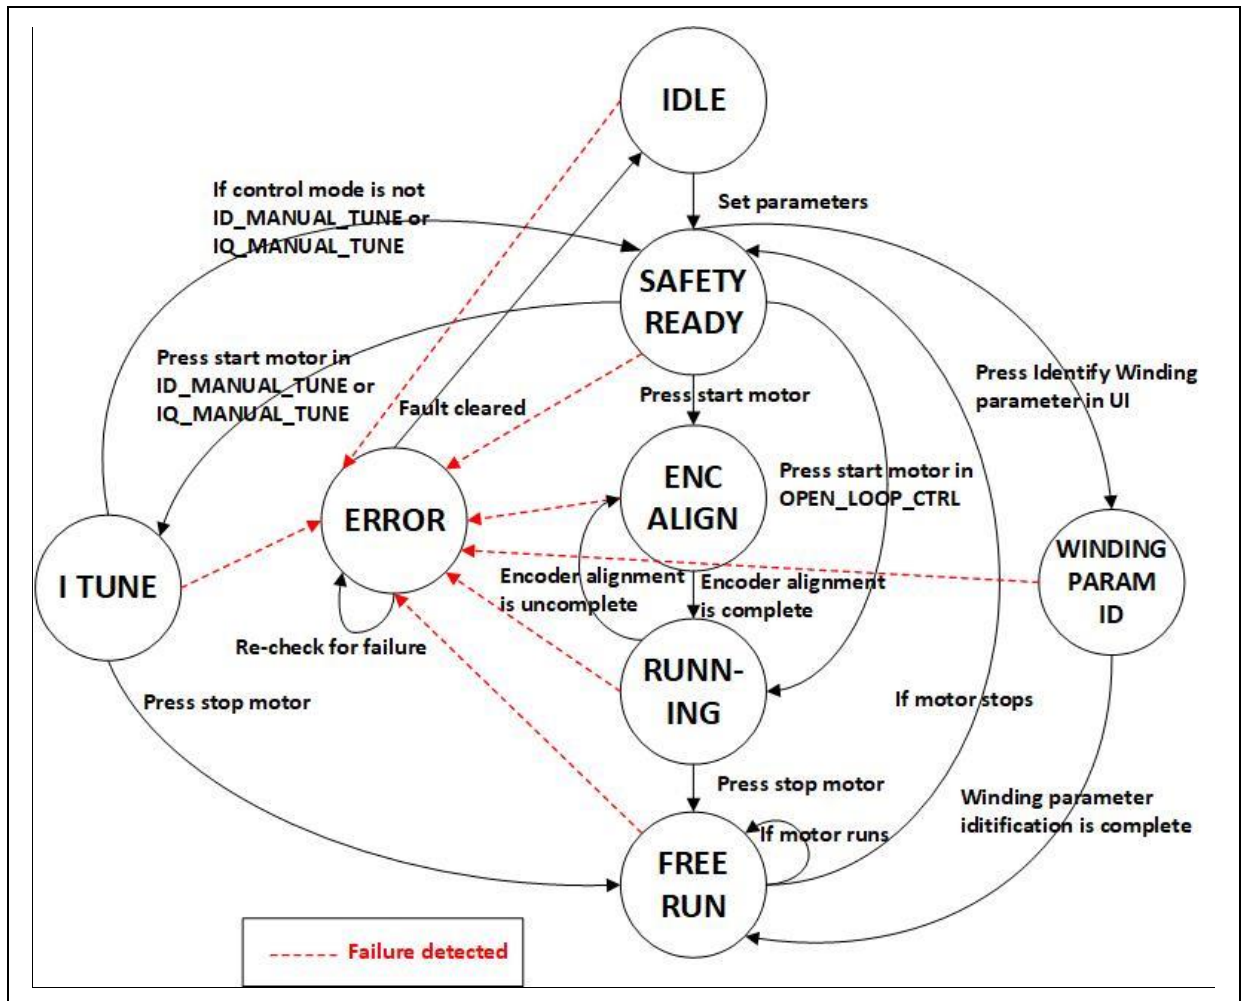 IDLE
If control mode is not
ID_MANUAL_TUNE or
IQ_MANUAL_TUNE
Set parameters
SAFETY
READY
Press start motor in
ID_MANUAL_TUNE or
IQ_MANUAL_TUNE
Fault cleared
Press start motor
Press Identify Winding
parameter in UI
ENC
ALIGN
Press start motor in
OPEN_LOOP_CTRL
ERROR
I TUNE
WINDING
PARAM
ID
Encoder alignment
is uncomplete
Encoder alignment
is complete
Re-check for failure
RUNN-
ING
Press stop motor
If motor stops
Press stop motor
Winding parameter
iditification is complete
If motor runs
FREE
RUN
Failure detected